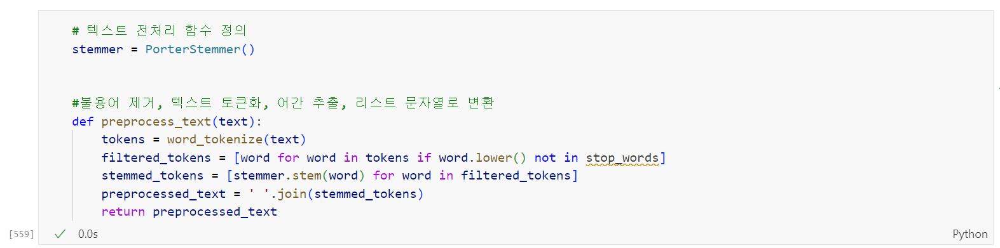 # 텍스트 전처리 함수 정의
stemmer = PorterStemmer()
#불용어 제거, 텍스트 토큰화, 어간 추출, 리스트 문자열로 변환
def preprocess_text(text):
    tokens = word_tokenize(text)
    filtered_tokens = [word for word in tokens if word.lower() not in stop_words]
    stemmed_tokens = [stemmer.stem(word) for word in filtered_tokens]
    preprocessed_text = ' '.join(stemmed_tokens)
    return preprocessed_text
[559] ✓ 0.0s Python